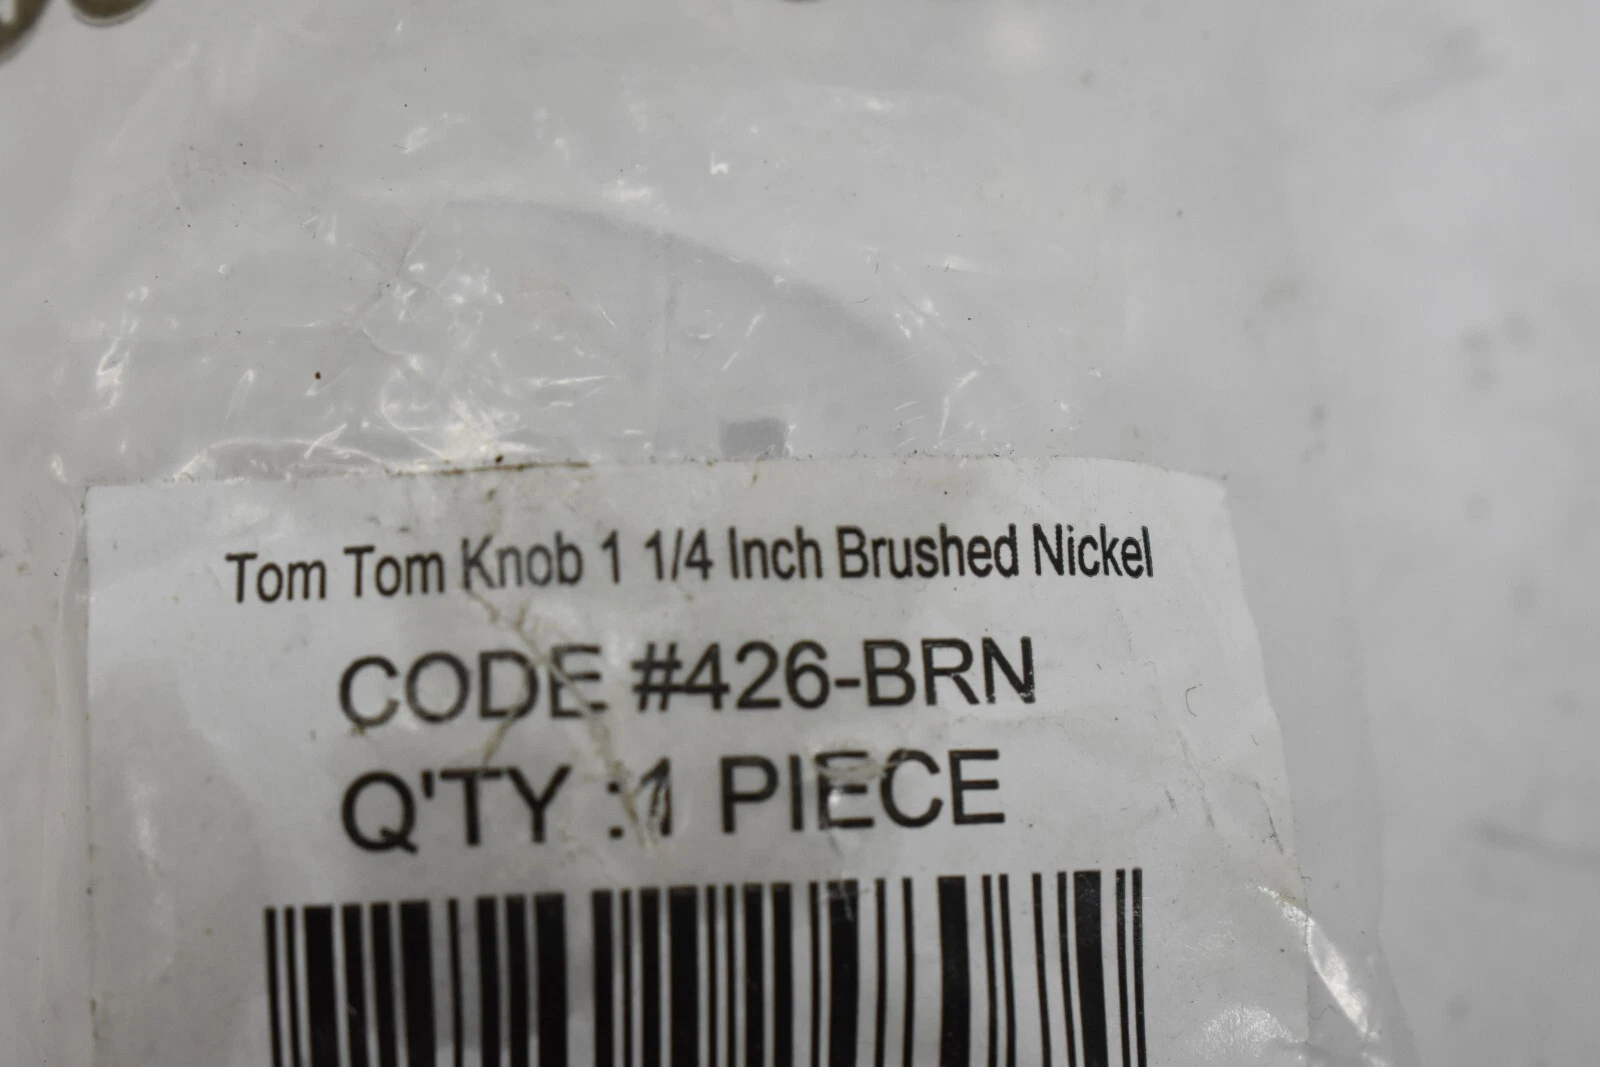 Tom Tom Knob 1 1/4 Inch Brushed Nickel
CODE #426-BRN
Q'TY :1 PIECE